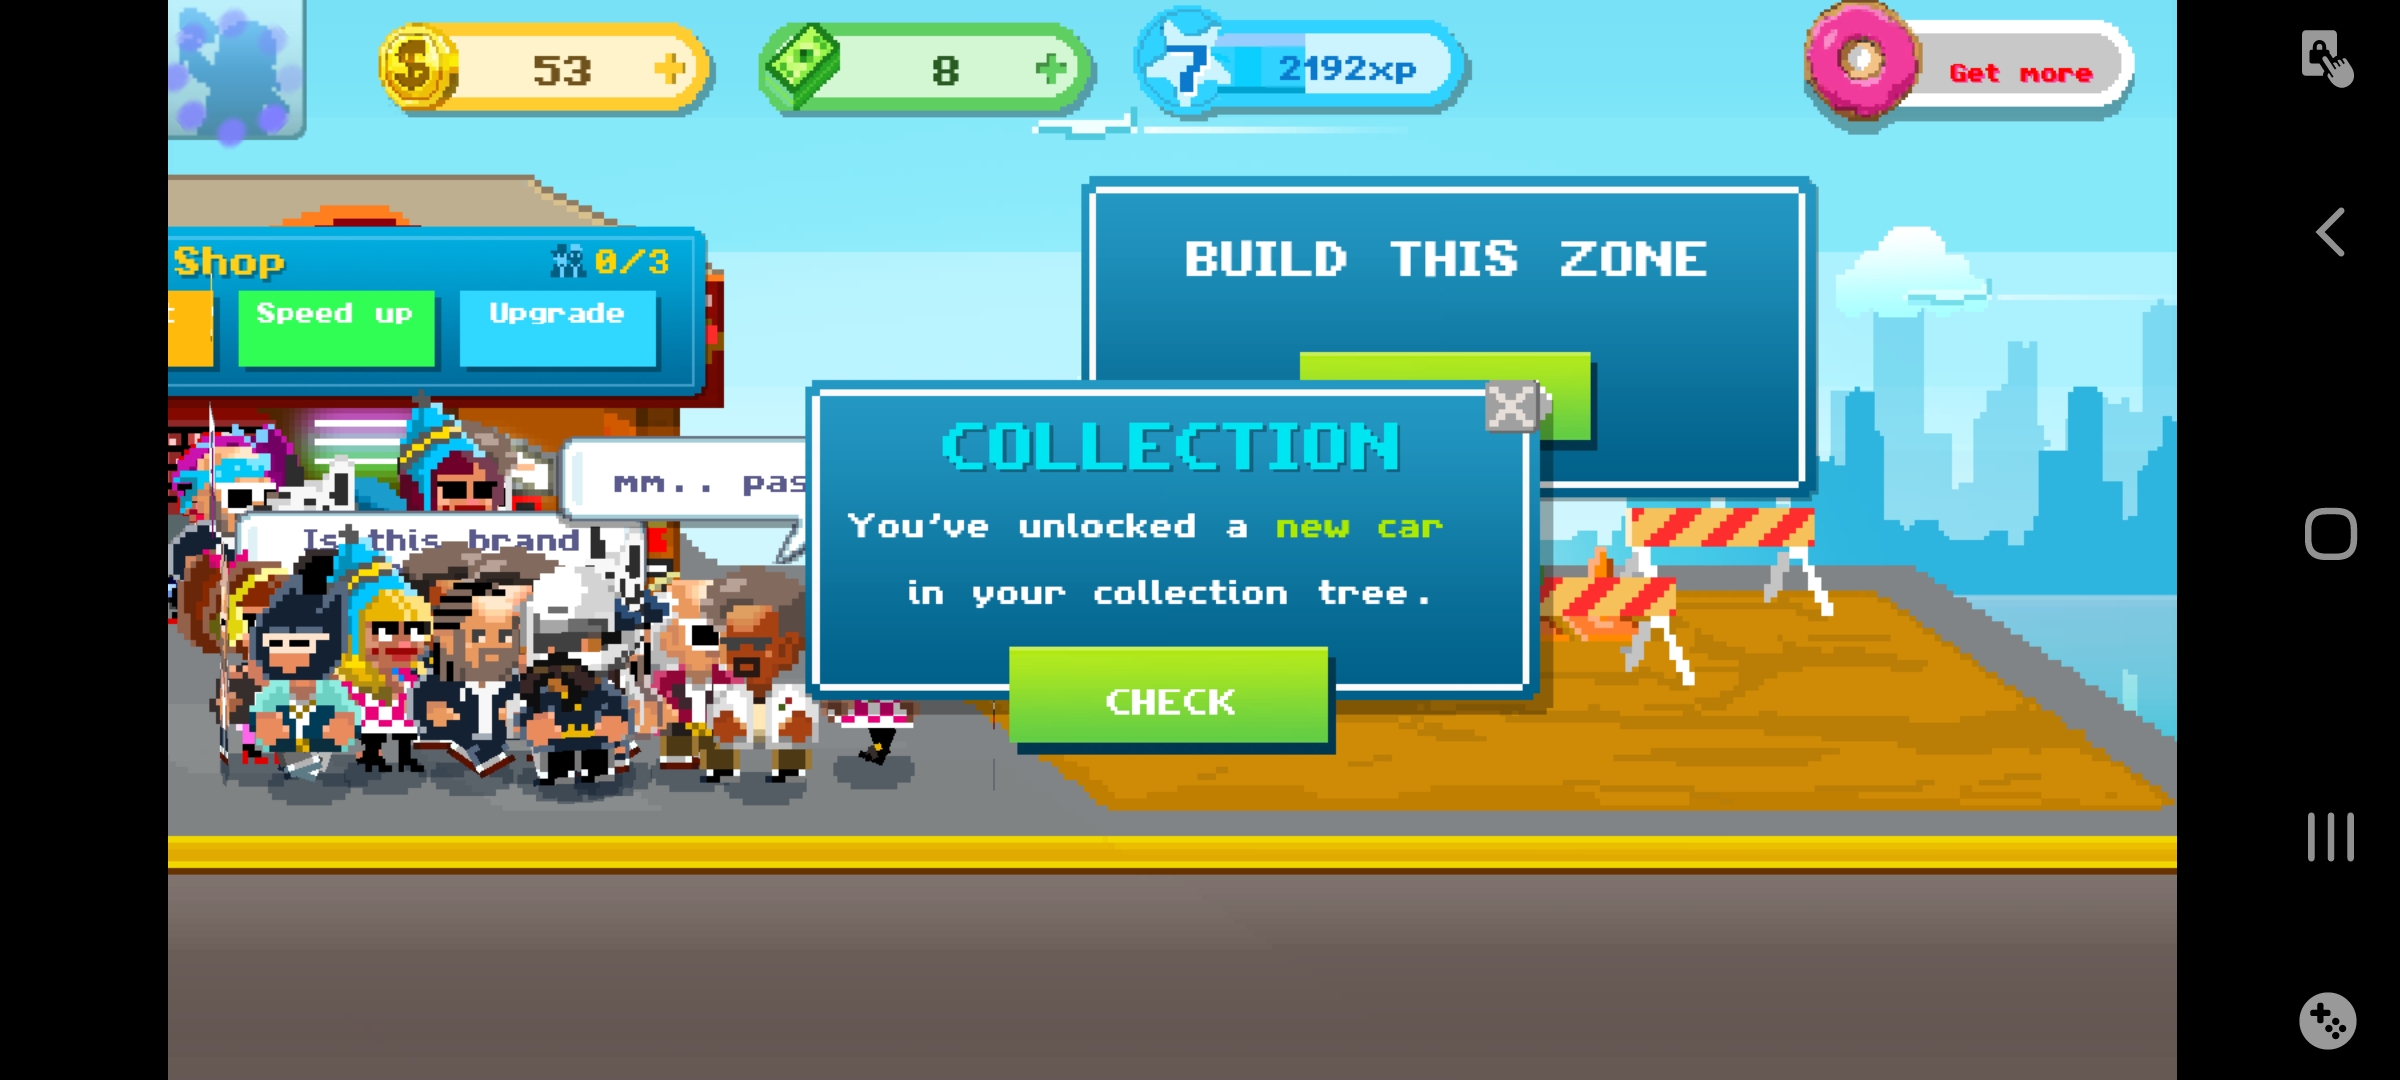 53
8
7
2192xp
Get more
Shop
0/3
Speed up
Upgrade
BUILD THIS ZONE
COLLECTION
You've unlocked a new car
in your collection tree.
CHECK
mm.. pas
Is this brand